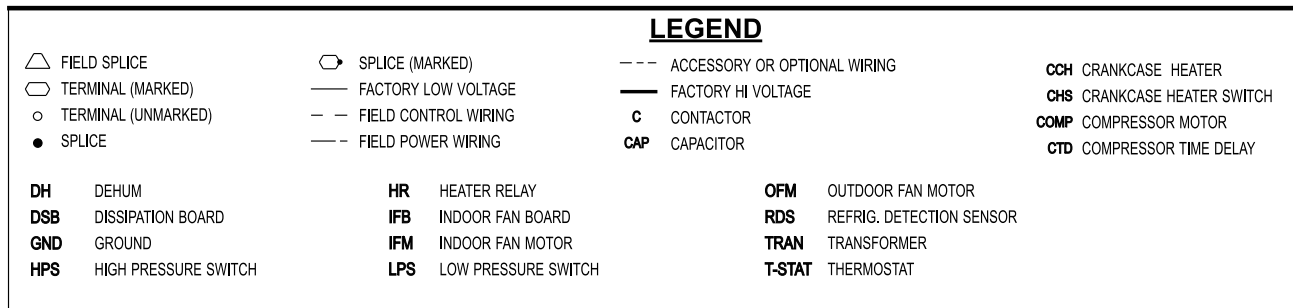 LEGEND
FIELD SPLICE SPLICE (MARKED) ACCESSORY OR OPTIONAL WIRING CCH CRANKCASE HEATER
TERMINAL (MARKED) FACTORY LOW VOLTAGE FACTORY HI VOLTAGE CHS CRANKCASE HEATER SWITCH
TERMINAL (UNMARKED) FIELD CONTROL WIRING C CONTACTOR COMP COMPRESSOR MOTOR
SPLICE FIELD POWER WIRING CAP CAPACITOR CTD COMPRESSOR TIME DELAY
DH DEHUM HR HEATER RELAY OFM OUTDOOR FAN MOTOR
DSB DISSIPATION BOARD IFB INDOOR FAN BOARD RDS REFRIG. DETECTION SENSOR
GND GROUND IFM INDOOR FAN MOTOR TRAN TRANSFORMER
HPS HIGH PRESSURE SWITCH LPS LOW PRESSURE SWITCH T-STAT THERMOSTAT